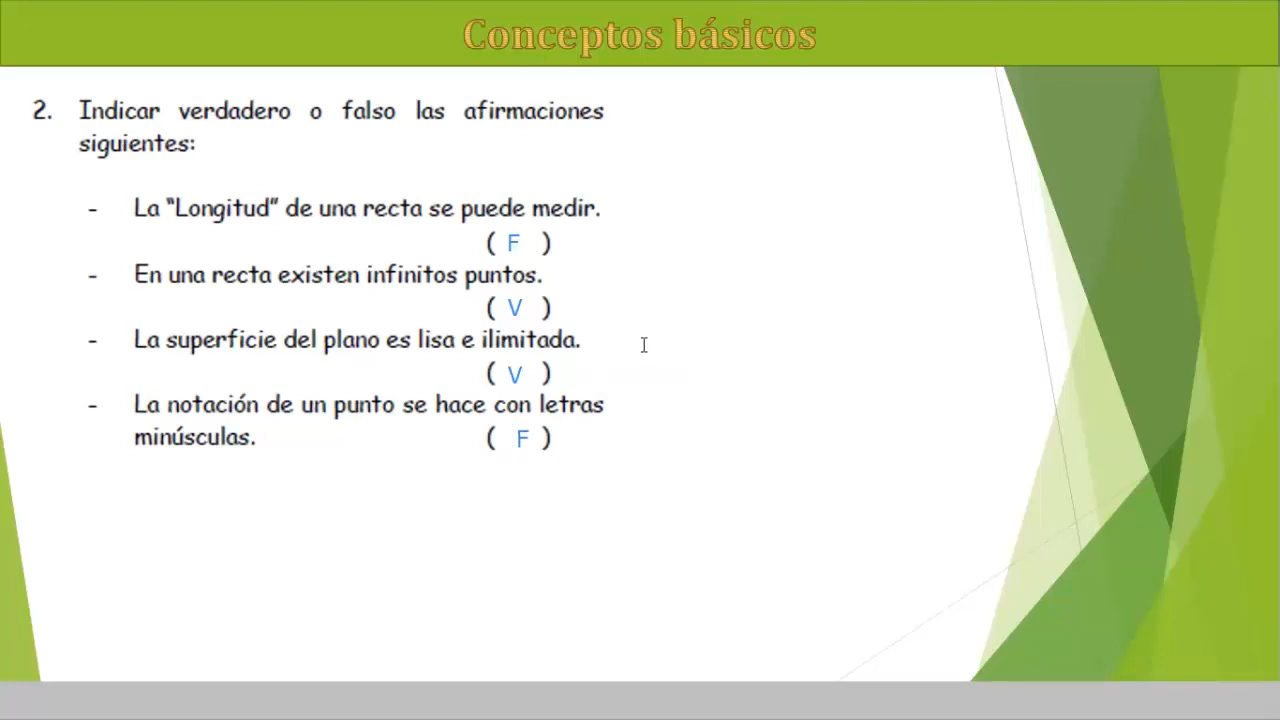 Conceptos básicos
2. Indicar verdadero o falso las afirmaciones
siguientes:
- La “Longitud” de una recta se puede medir.
( F )
- En una recta existen infinitos puntos.
( V )
- La superficie del plano es lisa e ilimitada.
( V )
- La notación de un punto se hace con letras
minúsculas. ( F )